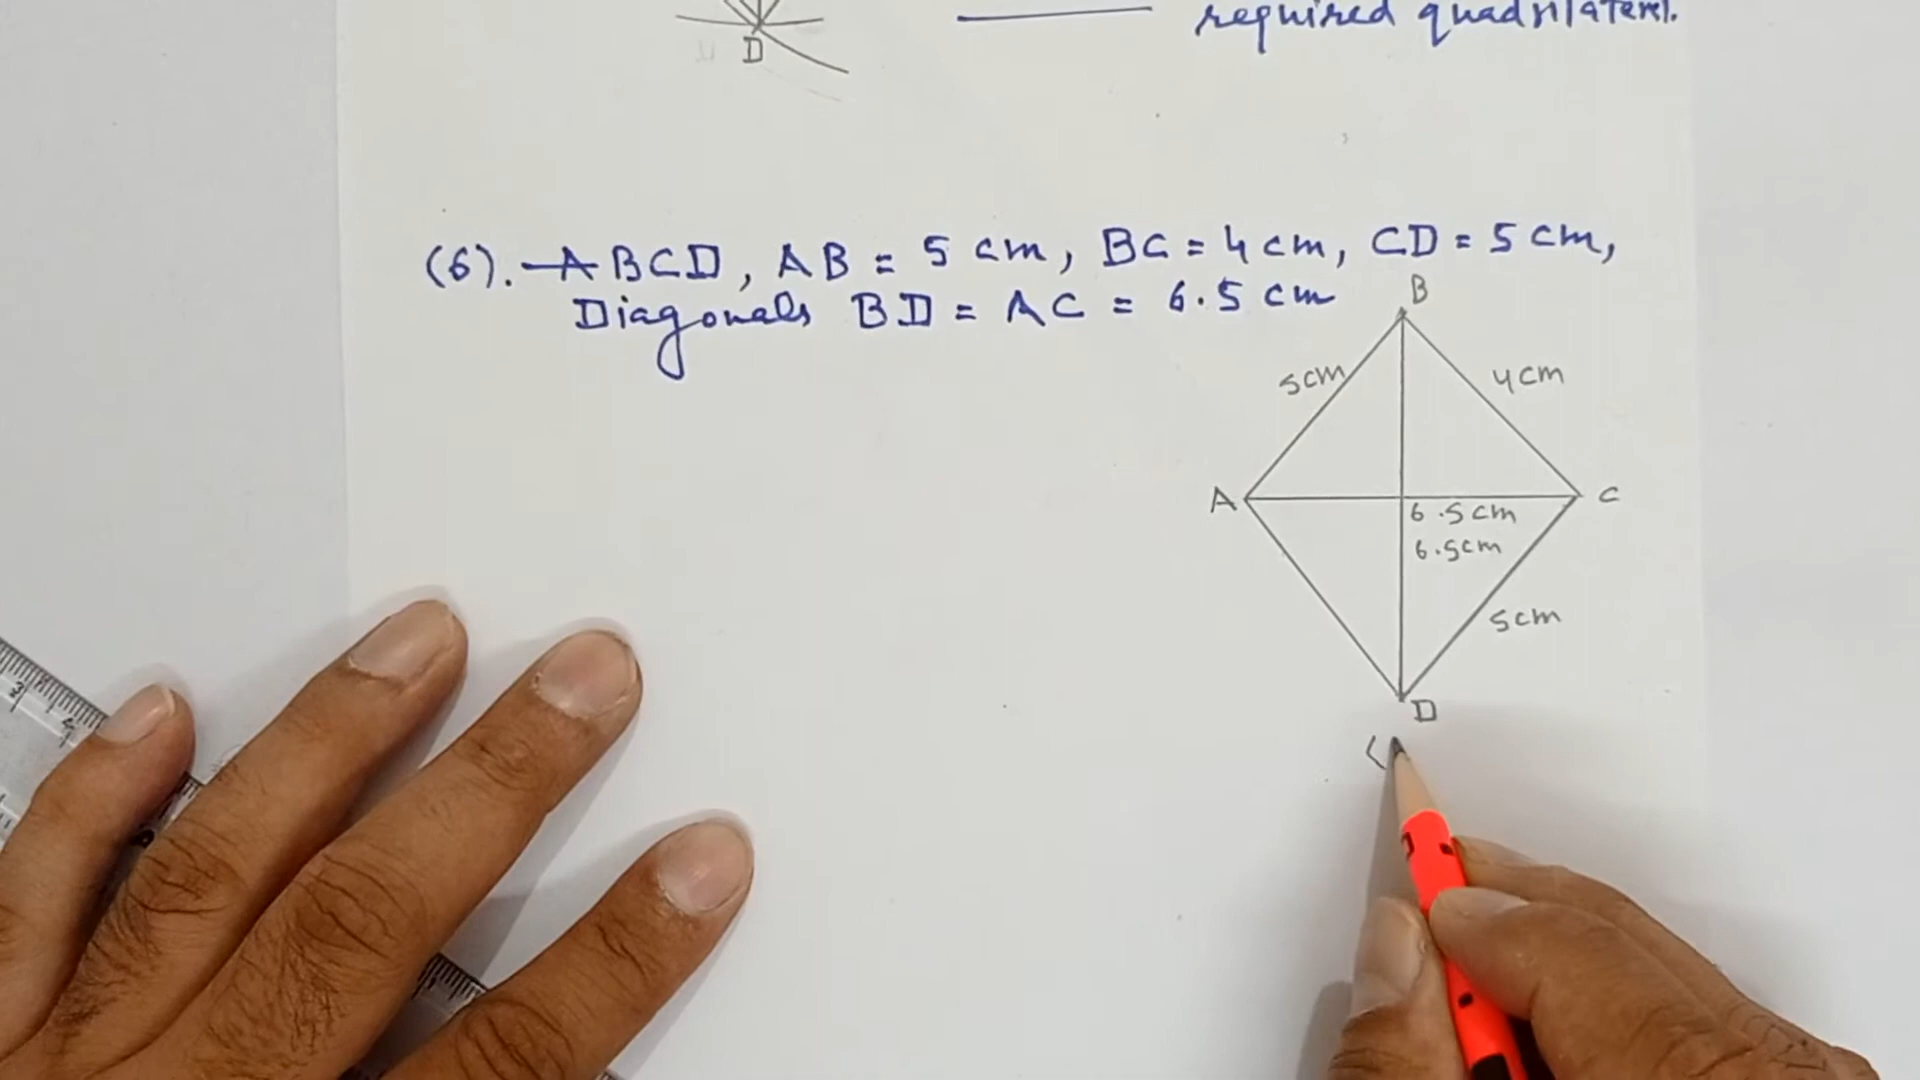 required quadrilateral.
D
(6). ABCD, AB = 5 cm, BC = 4 cm, CD = 5 cm,
Diagonals BD = AC = 6.5 cm
B
5cm
4cm
A
C
6.5cm
6.5cm
5cm
D
(